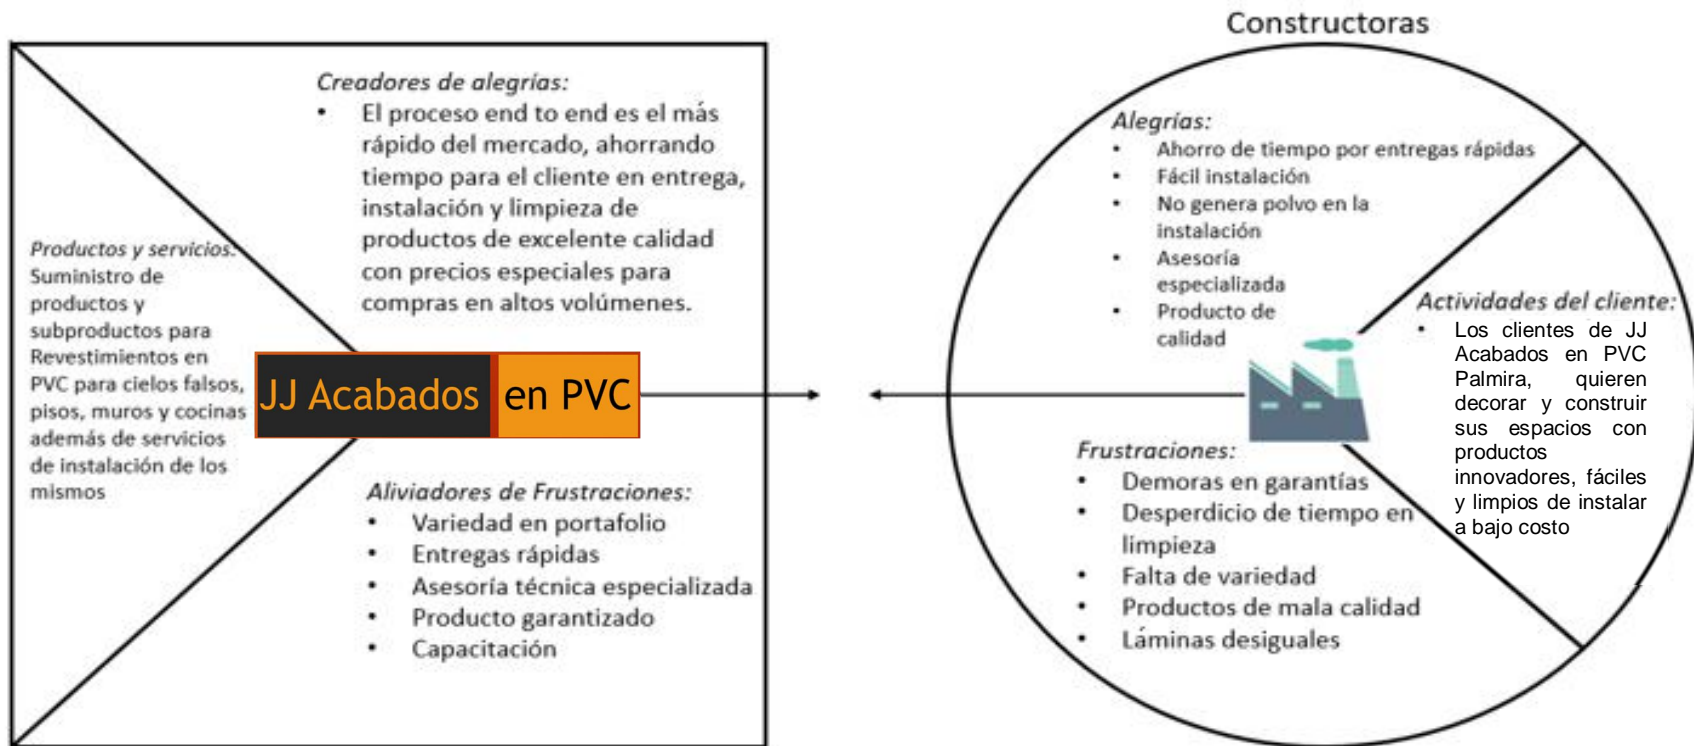 Creadores de alegrías:
• El proceso end to end es el más
rápido del mercado, ahorrando
tiempo para el cliente en entrega,
instalación y limpieza de
productos de excelente calidad
con precios especiales para
compras en altos volúmenes.
Productos y servicios:
Suministro de
productos y
subproductos para
Revestimientos en
PVC para cielos falsos,
pisos, muros y cocinas
además de servicios
de instalación de los
mismos
JJ Acabados en PVC
Aliviadores de Frustraciones:
• Variedad en portafolio
• Entregas rápidas
• Asesoría técnica especializada
• Producto garantizado
• Capacitación
Constructoras
Alegrías:
• Ahorro de tiempo por entregas rápidas
• Fácil instalación
• No genera polvo en la
instalación
• Asesoría
especializada
• Producto de
calidad
Actividades del cliente:
• Los clientes de JJ
Acabados en PVC
Palmira, quieren
decorar y construir
sus espacios con
productos
innovadores, fáciles
y limpios de instalar
a bajo costo
Frustraciones:
• Demoras en garantías
• Desperdicio de tiempo en
limpieza
• Falta de variedad
• Productos de mala calidad
• Láminas desiguales